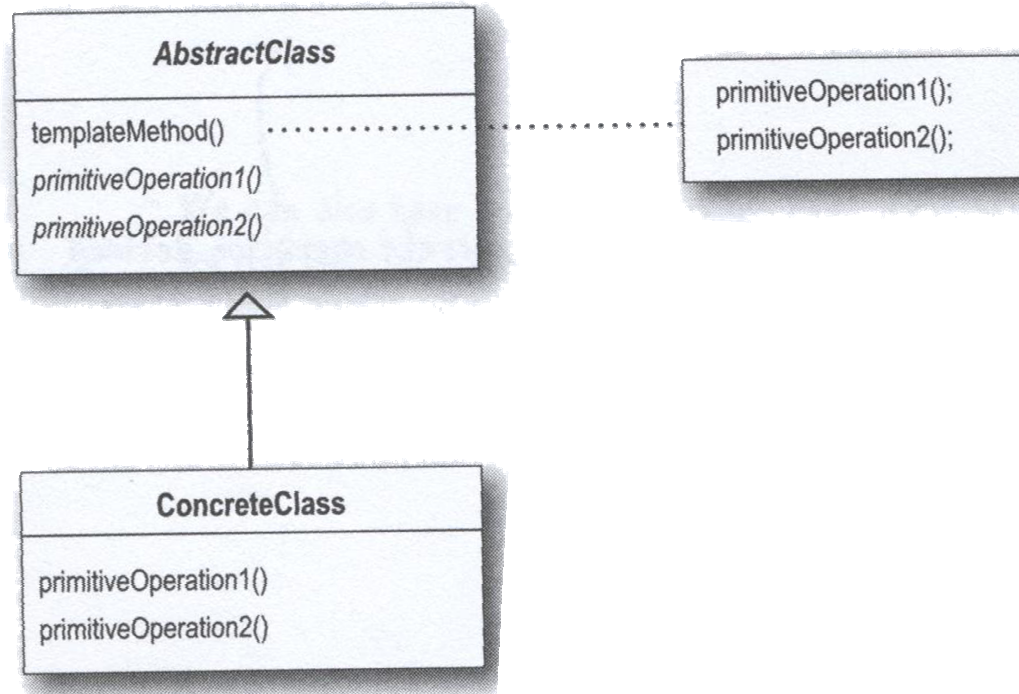 AbstractClass
templateMethod()
primitiveOperation1()
primitiveOperation2()
primitiveOperation1();
primitiveOperation2();
ConcreteClass
primitiveOperation1()
primitiveOperation2()